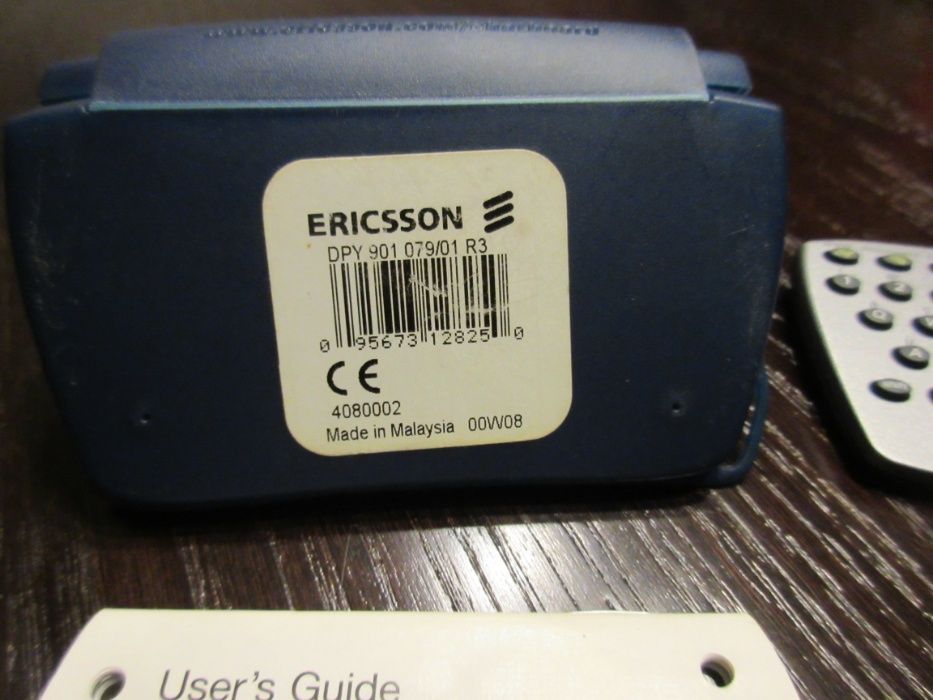 ERICSSON
DPY 901 079/01 R3
0 95673 12825 0
CE
4080002
Made in Malaysia 00W08
User's Guide